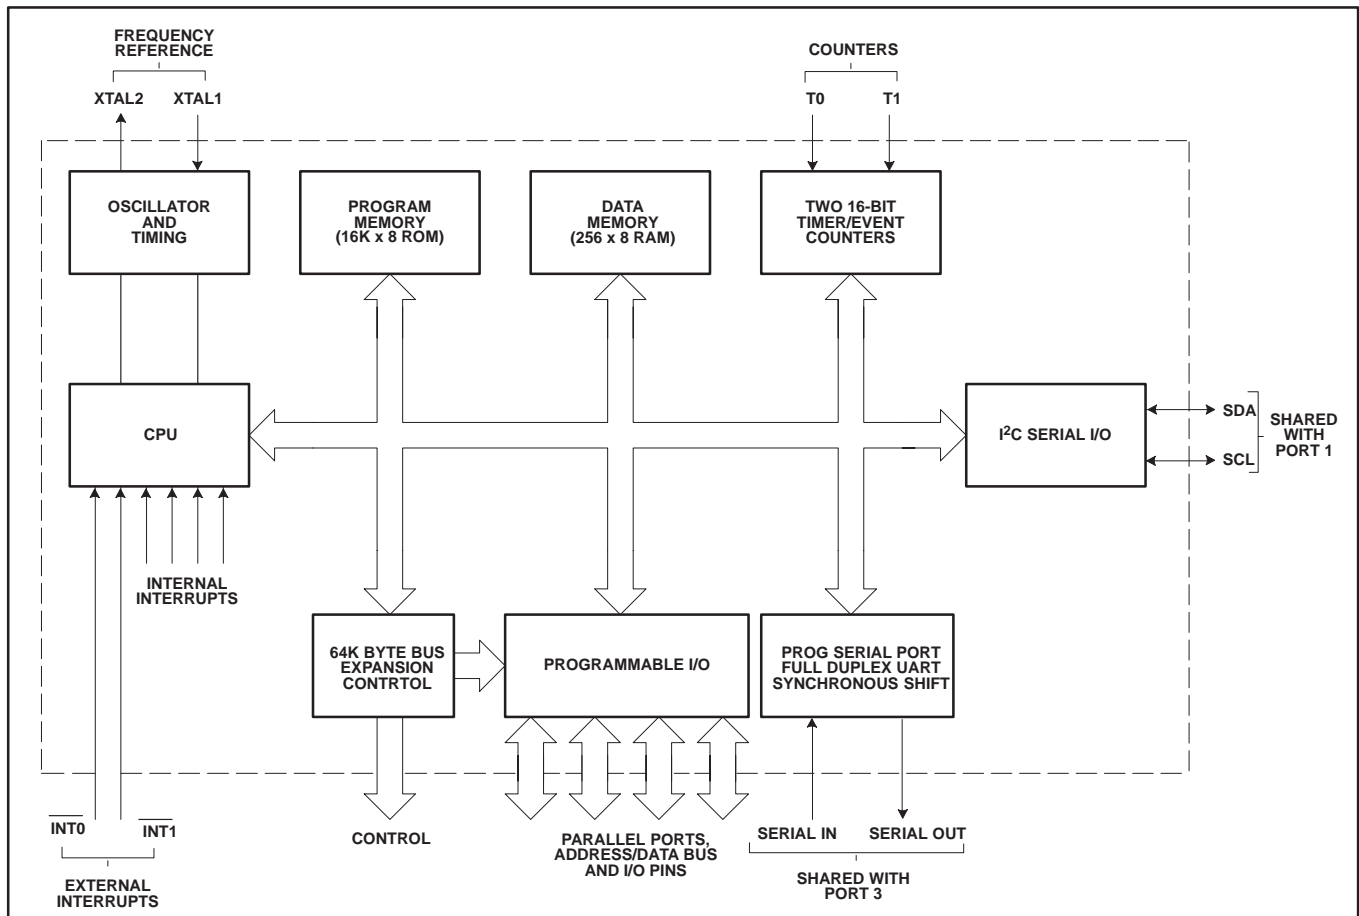 FREQUENCY
REFERENCE
COUNTERS
XTAL2
XTAL1
T0
T1
OSCILLATOR
AND
TIMING
PROGRAM
MEMORY
(16K x 8 ROM)
DATA
MEMORY
(256 x 8 RAM)
TWO 16-BIT
TIMER/EVENT
COUNTERS
CPU
I²C SERIAL I/O
SDA
SCL
SHARED
WITH
PORT 1
INTERNAL
INTERRUPTS
64K BYTE BUS
EXPANSION
CONTRTOL
PROGRAMMABLE I/O
PROG SERIAL PORT
FULL DUPLEX UART
SYNCHRONOUS SHIFT
INT0
INT1
EXTERNAL
INTERRUPTS
CONTROL
PARALLEL PORTS,
ADDRESS/DATA BUS
AND I/O PINS
SERIAL IN
SERIAL OUT
SHARED WITH
PORT 3